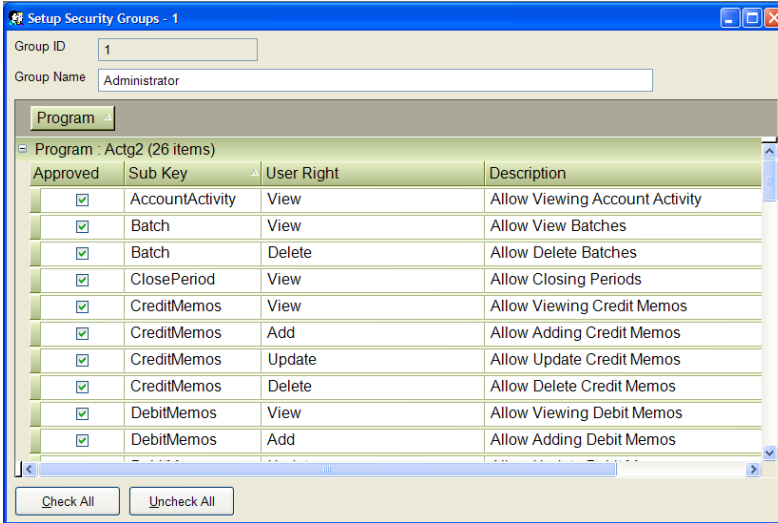 Setup Security Groups - 1
Group ID 1
Group Name Administrator
Program
Program : Actg2 (26 items)
Approved Sub Key User Right Description
AccountActivity View Allow Viewing Account Activity
Batch View Allow View Batches
Batch Delete Allow Delete Batches
ClosePeriod View Allow Closing Periods
CreditMemos View Allow Viewing Credit Memos
CreditMemos Add Allow Adding Credit Memos
CreditMemos Update Allow Update Credit Memos
CreditMemos Delete Allow Delete Credit Memos
DebitMemos View Allow Viewing Debit Memos
DebitMemos Add Allow Adding Debit Memos
Check All Uncheck All